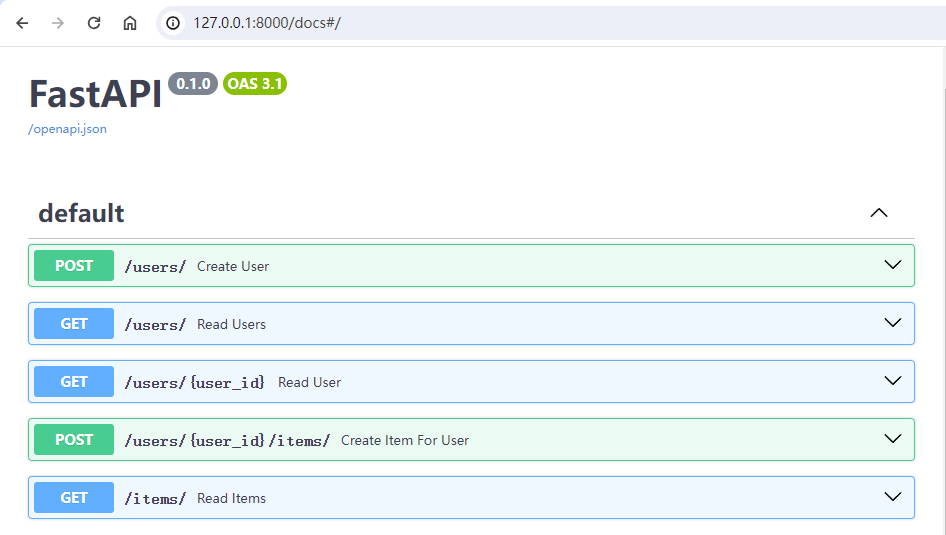 127.0.0.1:8000/docs#/
FastAPI 0.1.0 OAS 3.1
/openapi.json
default
POST /users/ Create User
GET /users/ Read Users
GET /users/{user_id} Read User
POST /users/{user_id}/items/ Create Item For User
GET /items/ Read Items